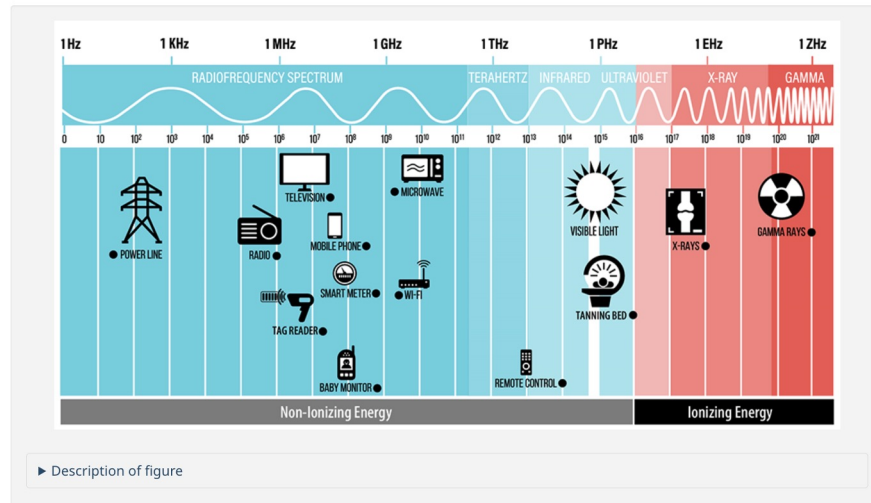 1 Hz 1 KHz 1 MHz 1 GHz 1 THz 1 PHz 1 EHz 1 ZHz
RADIOFREQUENCY SPECTRUM TERAHERTZ INFRARED ULTRAVIOLET X-RAY GAMMA
0 10 10² 10³ 10⁴ 10⁵ 10⁶ 10⁷ 10⁸ 10⁹ 10¹⁰ 10¹¹ 10¹² 10¹³ 10¹⁴ 10¹⁵ 10¹⁶ 10¹⁷ 10¹⁸ 10¹⁹ 10²⁰ 10²¹
TELEVISION
MICROWAVE
POWER LINE
RADIO
MOBILE PHONE
VISIBLE LIGHT
X-RAYS
GAMMA RAYS
SMART METER
WI-FI
TAG READER
TANNING BED
BABY MONITOR
REMOTE CONTROL
Non-Ionizing Energy Ionizing Energy
Description of figure